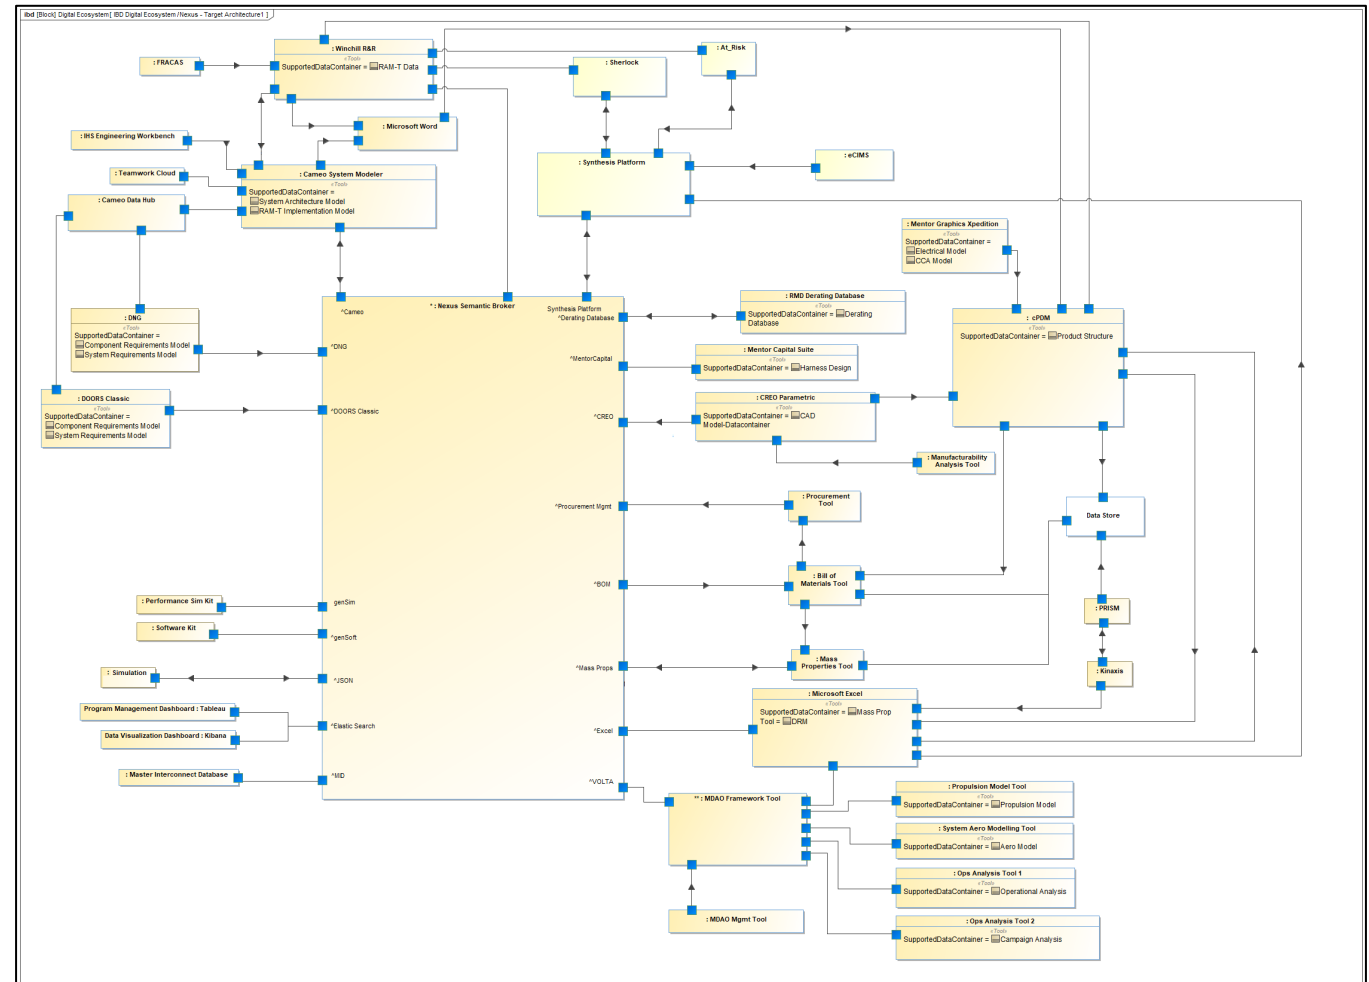 ibd [Block] Digital Ecosystem [ IBD Digital Ecosystem /Nexus - Target Architecture1 ]
: Winchill R&R
«Tool»
SupportedDataContainer = RAM-T Data
: FRACAS
: At_Risk
: Sherlock
: Microsoft Word
: IHS Engineering Workbench
: Teamwork Cloud
: Cameo System Modeler
«Tool»
SupportedDataContainer =
System Architecture Model
RAM-T Implementation Model
: Synthesis Platform
: eCIMS
: Cameo Data Hub
: Mentor Graphics Xpedition
«Tool»
SupportedDataContainer =
Electrical Model
CCA Model
* : Nexus Semantic Broker
^Cameo
Synthesis Platform
^Derating Database
: RMD Derating Database
«Tool»
SupportedDataContainer = Derating
Database
: DNG
«Tool»
SupportedDataContainer =
Component Requirements Model
System Requirements Model
^DNG
: cPDM
«Tool»
SupportedDataContainer = Product Structure
^MentorCapital
: Mentor Capital Suite
«Tool»
SupportedDataContainer = Harness Design
: DOORS Classic
«Tool»
SupportedDataContainer =
Component Requirements Model
System Requirements Model
^DOORS Classic
^CREO
: CREO Parametric
«Tool»
SupportedDataContainer = CAD
Model-Datacontainer
: Manufacturability
Analysis Tool
^Procurement Mgmt
: Procurement
Tool
Data Store
^BOM
: Bill of
Materials Tool
: Performance Sim Kit
genSim
: PRISM
: Software Kit
^genSoft
^Mass Props
: Mass
Properties Tool
: Kinaxis
: Simulation
^JSON
: Microsoft Excel
«Tool»
SupportedDataContainer = Mass Prop
Tool = DRM
Program Management Dashboard : Tableau
^Elastic Search
Data Visualization Dashboard : Kibana
^Excel
: Master Interconnect Database
^MID
^VOLTA
** : MDAO Framework Tool
: Propulsion Model Tool
«Tool»
SupportedDataContainer = Propulsion Model
: System Aero Modelling Tool
«Tool»
SupportedDataContainer = Aero Model
: Ops Analysis Tool 1
«Tool»
SupportedDataContainer = Operational Analysis
: MDAO Mgmt Tool
: Ops Analysis Tool 2
«Tool»
SupportedDataContainer = Campaign Analysis